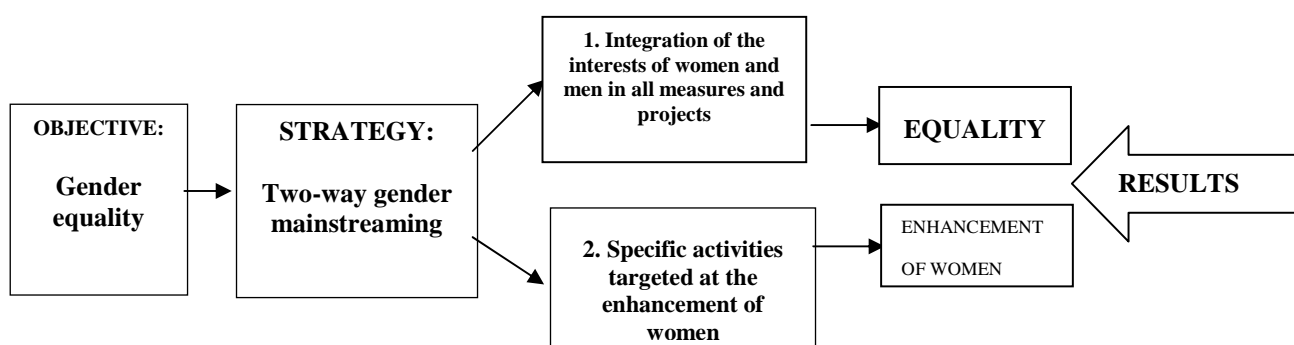 OBJECTIVE:
Gender
equality
STRATEGY:
Two-way gender
mainstreaming
1. Integration of the
interests of women and
men in all measures and
projects
2. Specific activities
targeted at the
enhancement of
women
EQUALITY
ENHANCEMENT
OF WOMEN
RESULTS